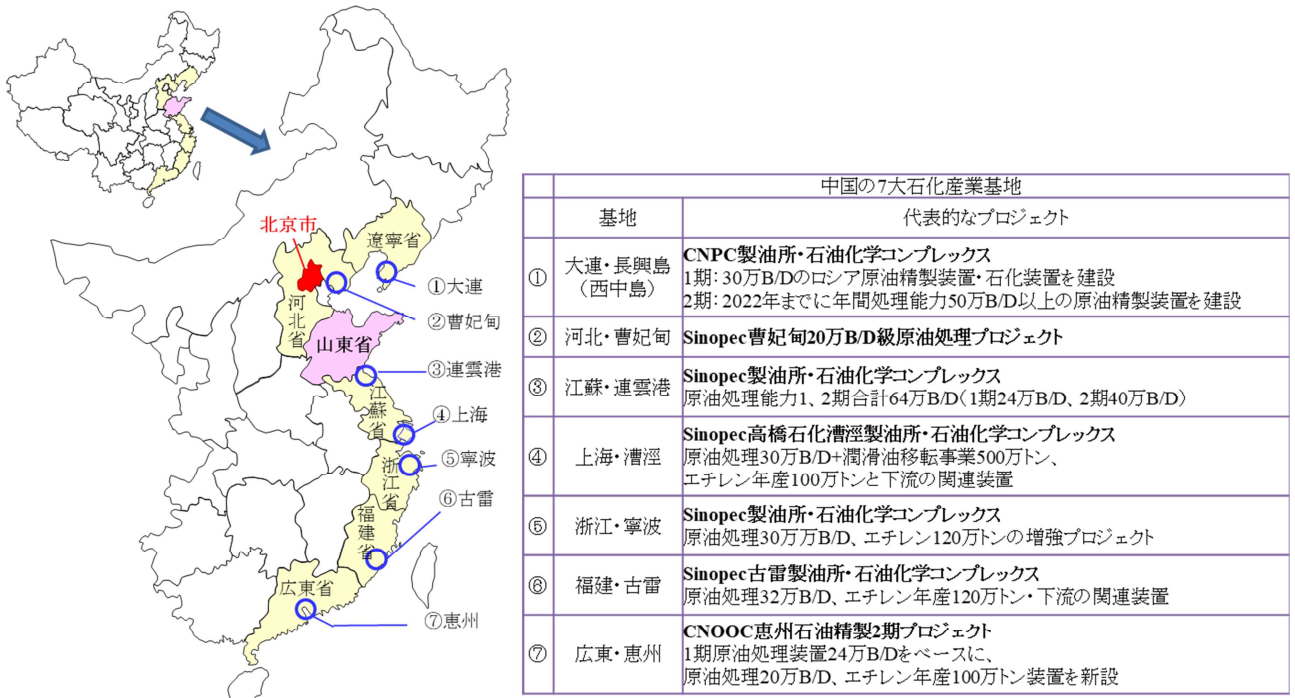 北京市
遼寧省
①大連
河北省
②曹妃甸
山東省
③連雲港
江蘇省
④上海
⑤寧波
浙江省
⑥古雷
福建省
広東省
⑦恵州
中国の7大石化産業基地
基地 代表的なプロジェクト
① 大連・長興島
(西中島)
CNPC製油所・石油化学コンプレックス
1期：30万B/Dのロシア原油精製装置・石化装置を建設
2期：2022年までに年間処理能力50万B/D以上の原油精製装置を建設
② 河北・曹妃甸 Sinopec曹妃甸20万B/D級原油処理プロジェクト
③ 江蘇・連雲港
Sinopec製油所・石油化学コンプレックス
原油処理能力1、2期合計64万B/D（1期24万B/D、2期40万B/D）
④ 上海・漕涇
Sinopec高橋石化漕涇製油所・石油化学コンプレックス
原油処理30万B/D+潤滑油移転事業500万トン、
エチレン年産100万トンと下流の関連装置
⑤ 浙江・寧波
Sinopec製油所・石油化学コンプレックス
原油処理30万万B/D、エチレン120万トンの増強プロジェクト
⑥ 福建・古雷
Sinopec古雷製油所・石油化学コンプレックス
原油処理32万B/D、エチレン年産120万トン・下流の関連装置
⑦ 広東・恵州
CNOOC恵州石油精製2期プロジェクト
1期原油処理装置24万B/Dをベースに、
原油処理20万B/D、エチレン年産100万トン装置を新設